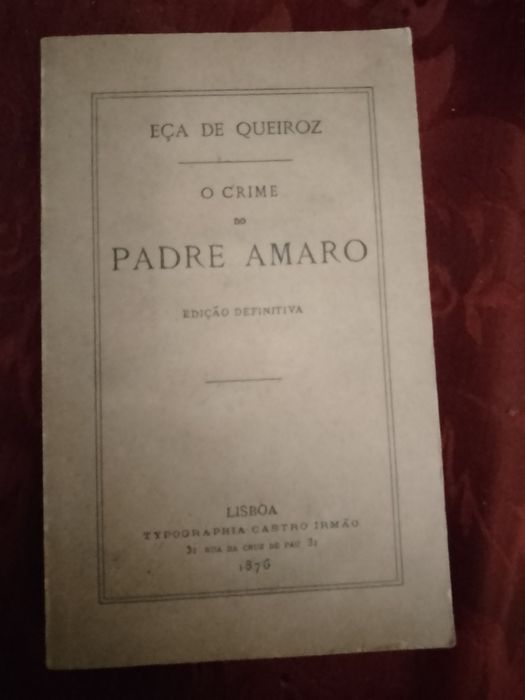 EÇA DE QUEIROZ
O CRIME
DO
PADRE AMARO
EDIÇÃO DEFINITIVA
LISBOA
TYPOGRAPHIA CASTRO IRMÃO
31 RUA DA CRUZ DE PAU 31
1876